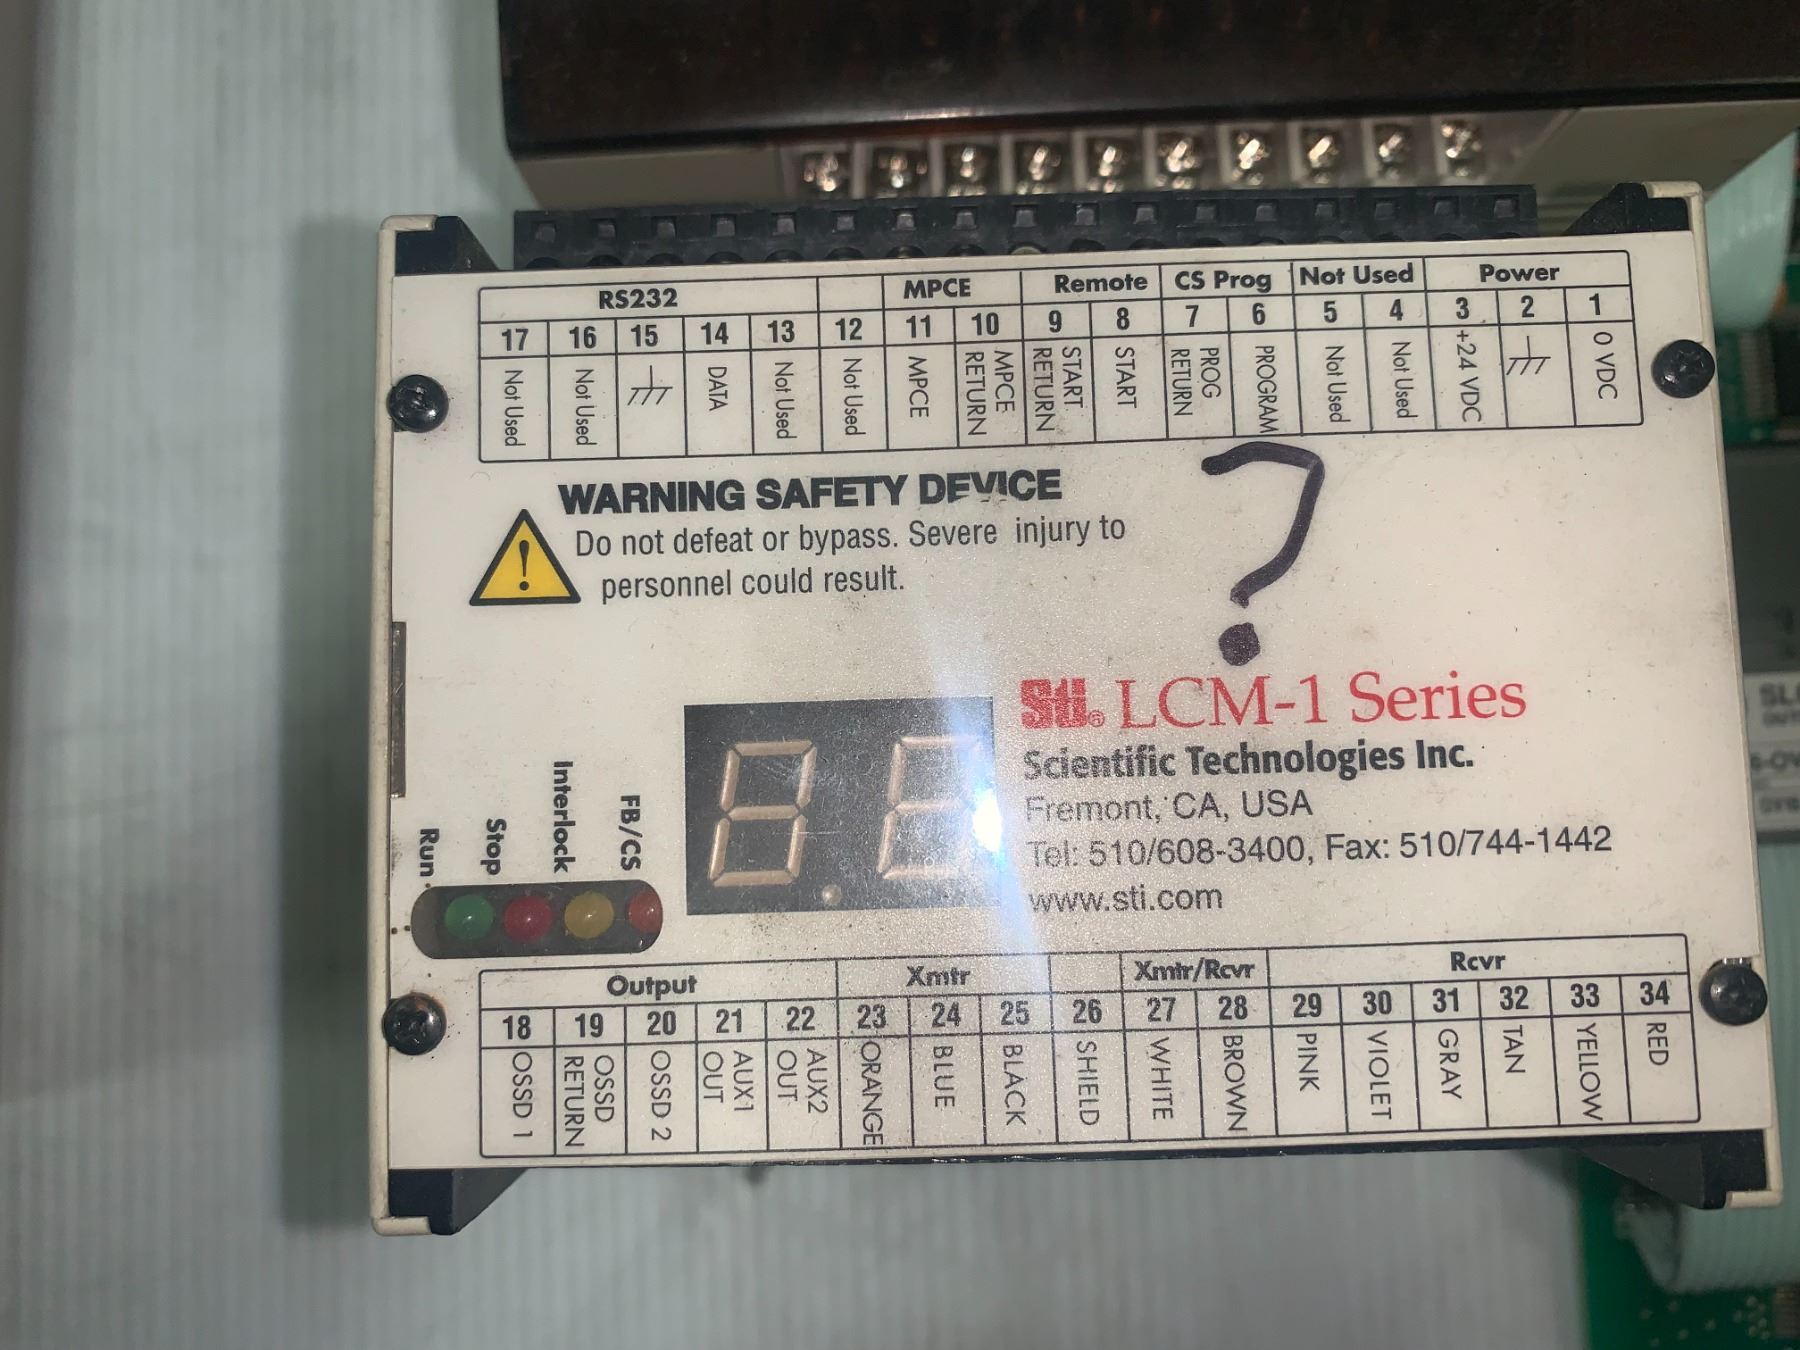 RS232 MPCE Remote CS Prog Not Used Power
17 16 15 14 13 12 11 10 9 8 7 6 5 4 3 2 1
Not Used
Not Used
DATA
Not Used
Not Used
MPCE
MPCE RETURN
START RETURN
START
PROG RETURN
PROGRAM
Not Used
Not Used
+24 VDC
0 VDC
?
WARNING SAFETY DEVICE
Do not defeat or bypass. Severe injury to
personnel could result.
!
sti® LCM-1 Series
Scientific Technologies Inc.
Fremont, CA, USA
Tel: 510/608-3400, Fax: 510/744-1442
www.sti.com
Run
Stop
Interlock
FB/CS
Output Xmtr Xmtr/Rcvr Rcvr
18 19 20 21 22 23 24 25 26 27 28 29 30 31 32 33 34
OSSD 1
OSSD RETURN
OSSD 2
AUX1 OUT
AUX2 OUT
ORANGE
BLUE
BLACK
SHIELD
WHITE
BROWN
PINK
VIOLET
GRAY
TAN
YELLOW
RED